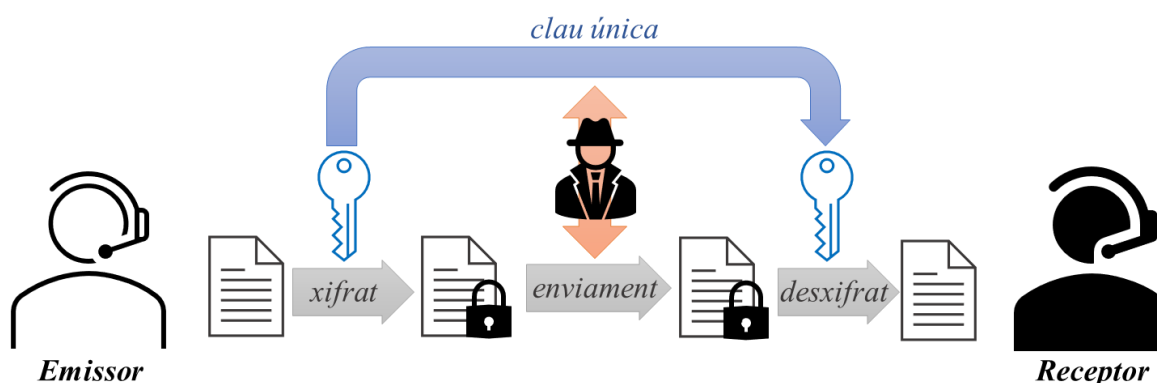 clau única
xifrat
enviament
desxifrat
Emissor
Receptor